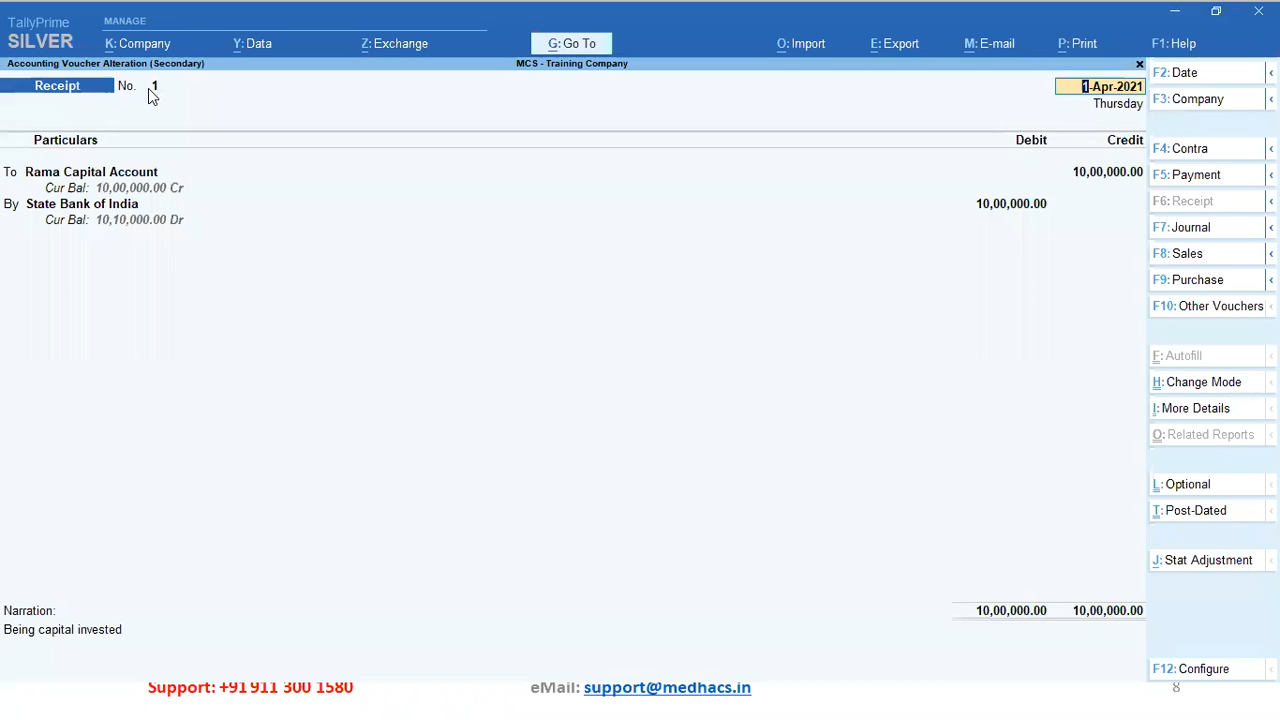 TallyPrime
SILVER
MANAGE
K: Company
Y: Data
Z: Exchange
G: Go To
O: Import
E: Export
M: E-mail
P: Print
F1: Help
Accounting Voucher Alteration (Secondary)
MCS - Training Company
Receipt
No. 1
1-Apr-2021
Thursday
Particulars
Debit
Credit
To Rama Capital Account
10,00,000.00
Cur Bal: 10,00,000.00 Cr
By State Bank of India
10,00,000.00
Cur Bal: 10,10,000.00 Dr
Narration:
10,00,000.00
10,00,000.00
Being capital invested
F2: Date
F3: Company
F4: Contra
F5: Payment
F6: Receipt
F7: Journal
F8: Sales
F9: Purchase
F10: Other Vouchers
F: Autofill
H: Change Mode
I: More Details
O: Related Reports
L: Optional
T: Post-Dated
J: Stat Adjustment
F12: Configure
Support: +91 911 300 1580
eMail: support@medhacs.in
8